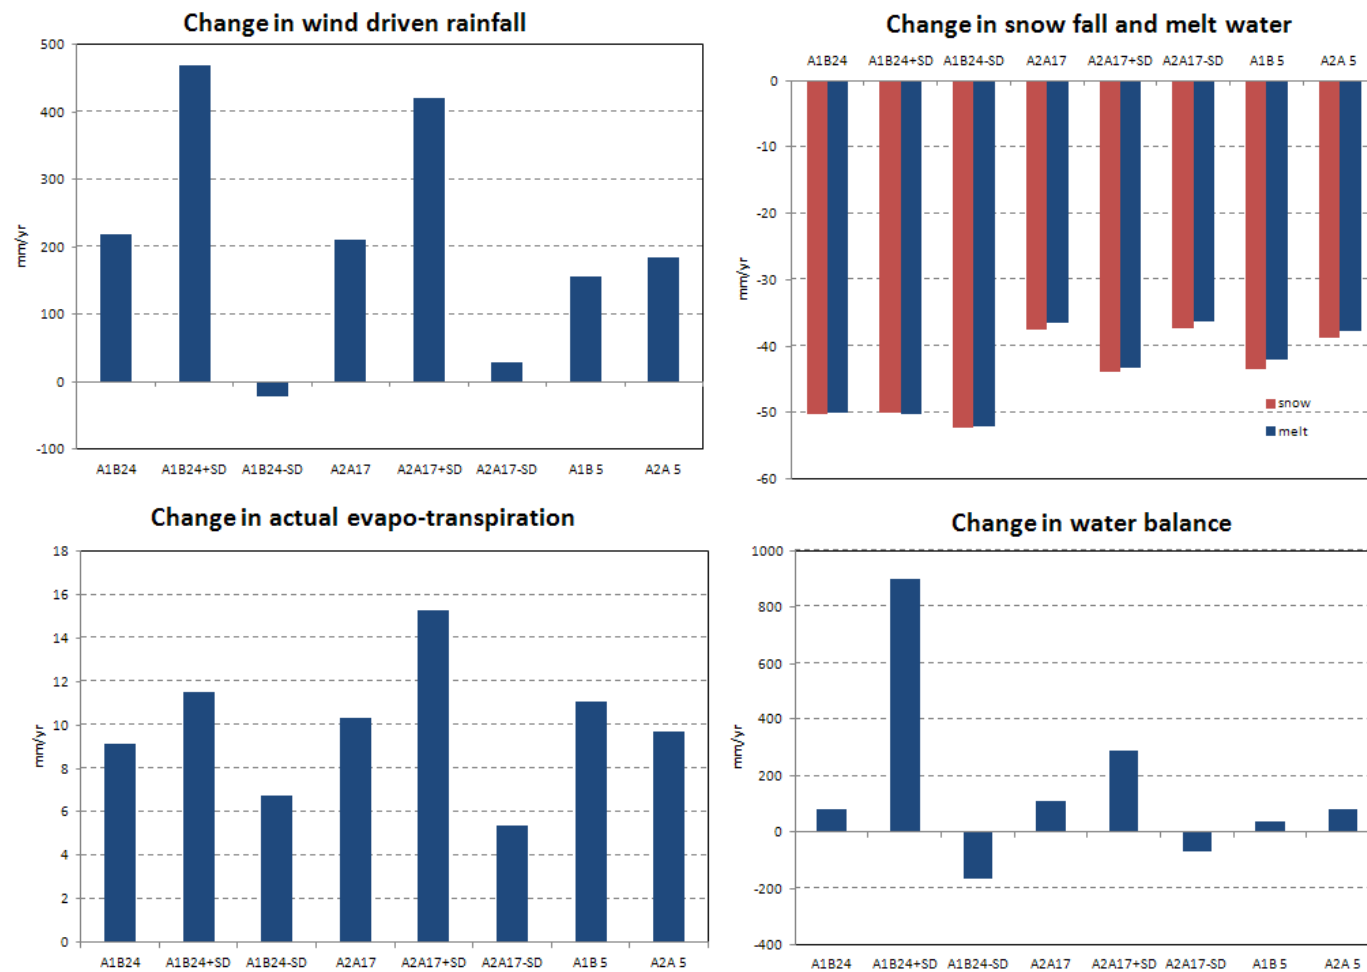 Change in wind driven rainfall
500
400
300
200
100
0
-100
mm/yr
A1B24 A1B24+SD A1B24-SD A2A17 A2A17+SD A2A17-SD A1B 5 A2A 5
Change in snow fall and melt water
A1B24 A1B24+SD A1B24-SD A2A17 A2A17+SD A2A17-SD A1B 5 A2A 5
0
-10
-20
-30
-40
-50
-60
mm/yr
snow
melt
Change in actual evapo-transpiration
18
16
14
12
10
8
6
4
2
0
mm/yr
A1B24 A1B24+SD A1B24-SD A2A17 A2A17+SD A2A17-SD A1B 5 A2A 5
Change in water balance
1000
800
600
400
200
0
-200
-400
mm/yr
A1B24 A1B24+SD A1B24-SD A2A17 A2A17+SD A2A17-SD A1B 5 A2A 5